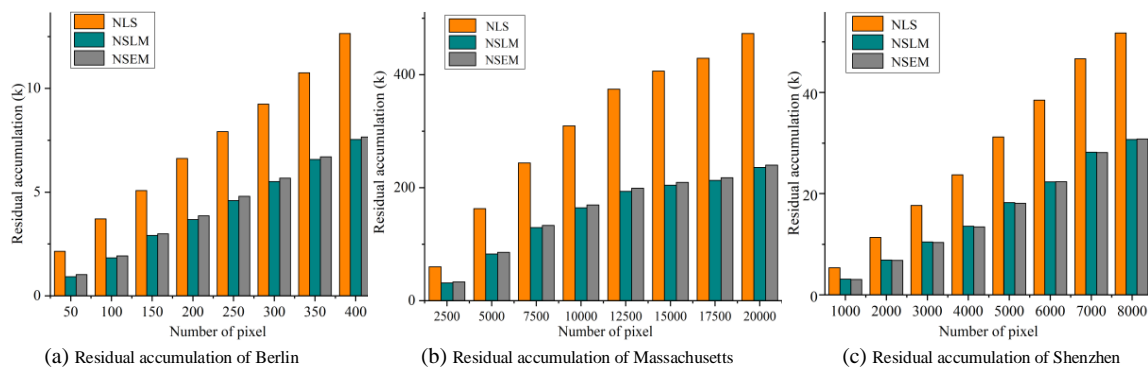 NLS
NSLM
NSEM
Residual accumulation (k)
10
5
0
50 100 150 200 250 300 350 400
Number of pixel
(a) Residual accumulation of Berlin
NLS
NSLM
NSEM
Residual accumulation (k)
400
200
0
2500 5000 7500 10000 12500 15000 17500 20000
Number of pixel
(b) Residual accumulation of Massachusetts
NLS
NSLM
NSEM
Residual accumulation (k)
40
20
0
1000 2000 3000 4000 5000 6000 7000 8000
Number of pixel
(c) Residual accumulation of Shenzhen